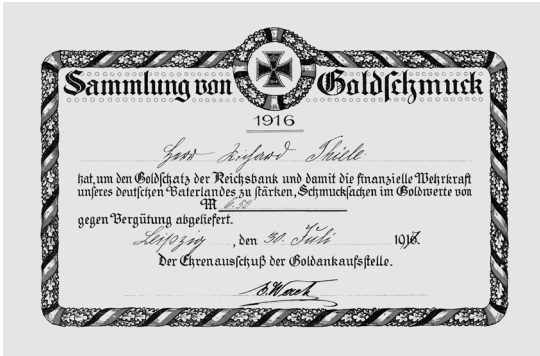 Sammlung von Goldschmuck
1916
Herr Richard Thiele
hat, um den Goldschatz der Reichsbank und damit die finanzielle Wehrkraft
unseres deutschen Vaterlandes zu stärken, Schmucksachen im Goldwerte von
M 6.50
gegen Vergütung abgeliefert.
Leipzig, den 30. Juli 191
Der Ehrenausschuß der Goldankaufsstelle.